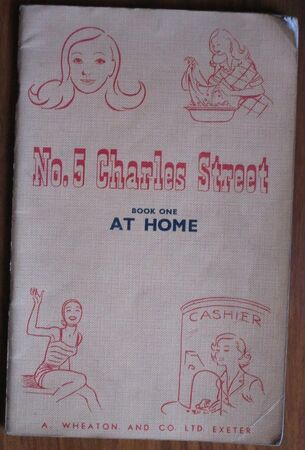 No. 5 Charles Street
BOOK ONE
AT HOME
CASHIER
A. WHEATON AND CO LTD EXETER